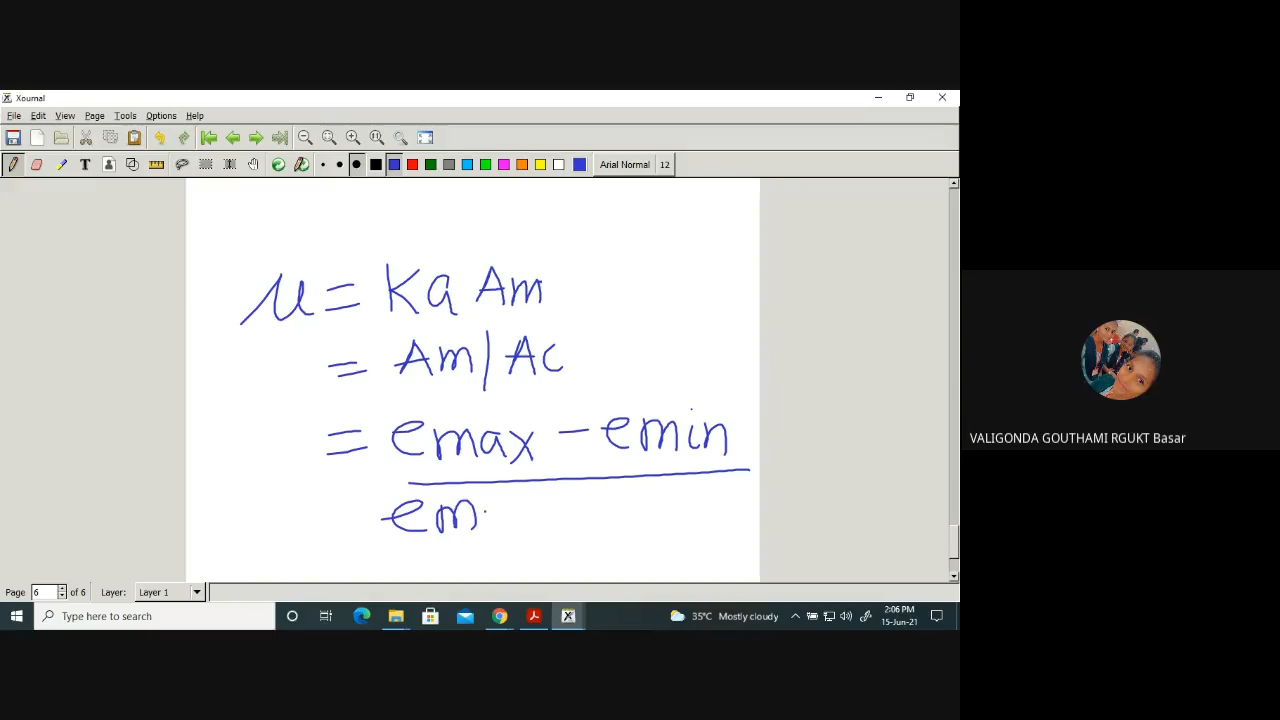 Xournal
File Edit View Page Tools Options Help
T Arial Normal 12
μ = Ka Am
= Am | Ac
= emax - emin
em
Page 6 of 6 Layer: Layer 1
VALIGONDA GOUTHAMI RGUKT Basar
Type here to search 35°C Mostly cloudy 2:06 PM
15-Jun-21